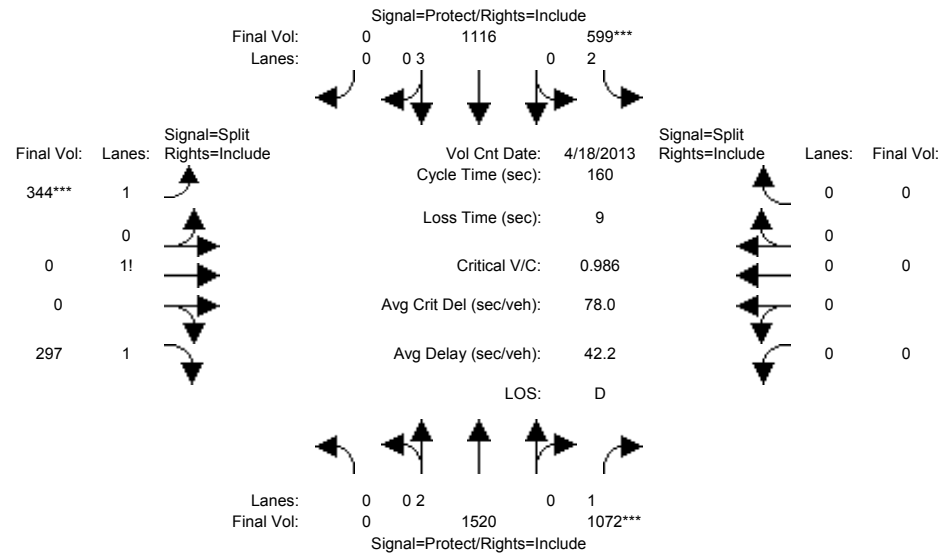 Signal=Protect/Rights=Include
Final Vol: 0 1116 599***
Lanes: 0 0 3 0 2
Signal=Split
Final Vol: Lanes: Rights=Include
Vol Cnt Date: 4/18/2013
Signal=Split
Rights=Include Lanes: Final Vol:
344*** 1
Cycle Time (sec): 160
0 0
0
Loss Time (sec): 9
0
0 1!
Critical V/C: 0.986
0 0
0
Avg Crit Del (sec/veh): 78.0
0
297 1
Avg Delay (sec/veh): 42.2
0 0
LOS: D
Lanes: 0 0 2 0 1
Final Vol: 0 1520 1072***
Signal=Protect/Rights=Include